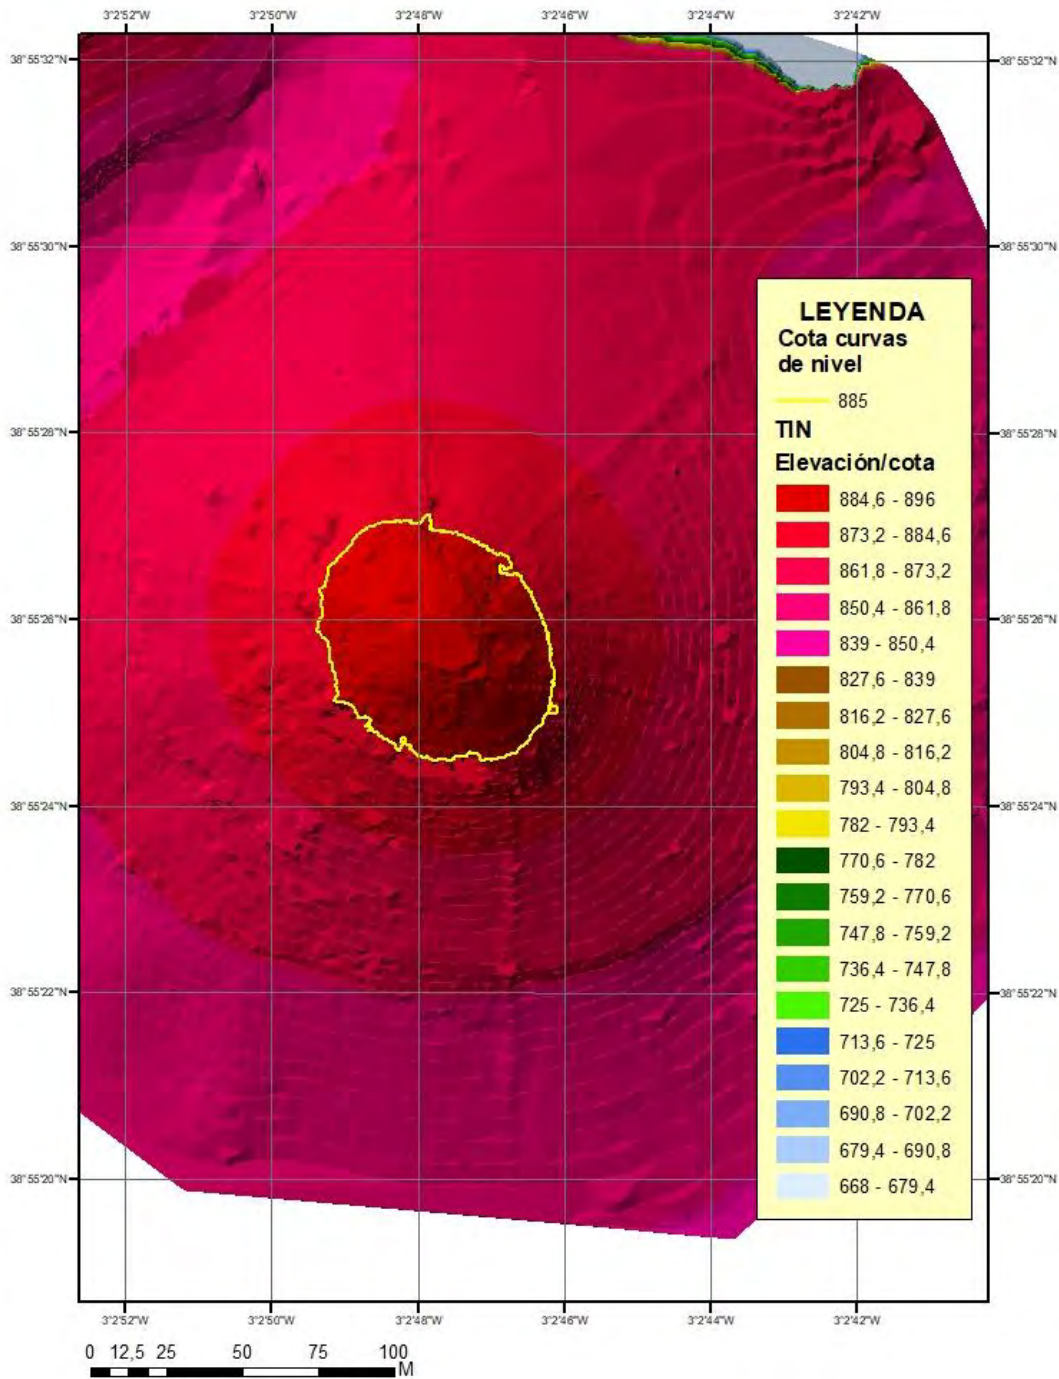 3°2'52"W 3°2'50"W 3°2'48"W 3°2'46"W 3°2'44"W 3°2'42"W
38°55'32"N 38°55'32"N
38°55'30"N 38°55'30"N
LEYENDA
Cota curvas
de nivel
885
TIN
Elevación/cota
884,6 - 896
873,2 - 884,6
861,8 - 873,2
850,4 - 861,8
839 - 850,4
827,6 - 839
816,2 - 827,6
804,8 - 816,2
793,4 - 804,8
782 - 793,4
770,6 - 782
759,2 - 770,6
747,8 - 759,2
736,4 - 747,8
725 - 736,4
713,6 - 725
702,2 - 713,6
690,8 - 702,2
679,4 - 690,8
668 - 679,4
38°55'28"N 38°55'28"N
38°55'26"N 38°55'26"N
38°55'24"N 38°55'24"N
38°55'22"N 38°55'22"N
38°55'20"N 38°55'20"N
3°2'52"W 3°2'50"W 3°2'48"W 3°2'46"W 3°2'44"W 3°2'42"W
0 12,5 25 50 75 100
M